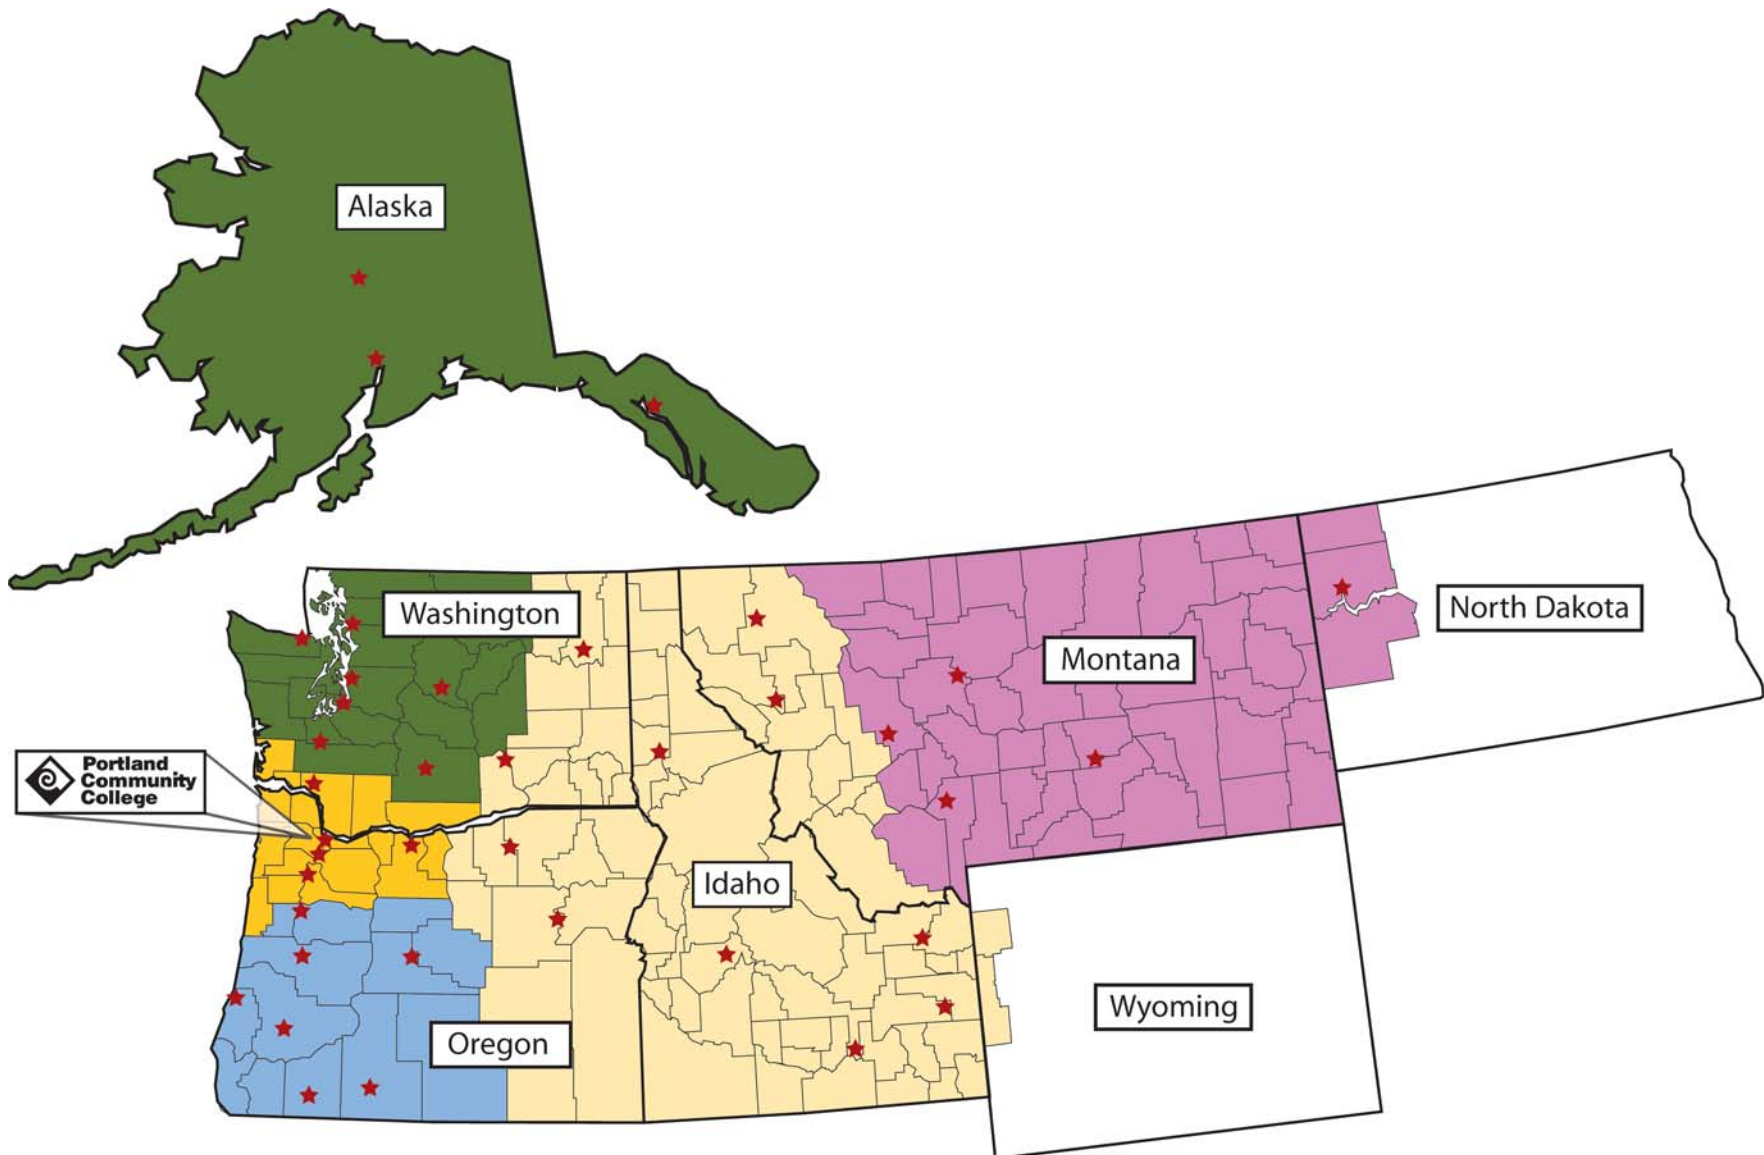 Alaska
Washington
North Dakota
Montana
Portland
Community
College
Idaho
Wyoming
Oregon